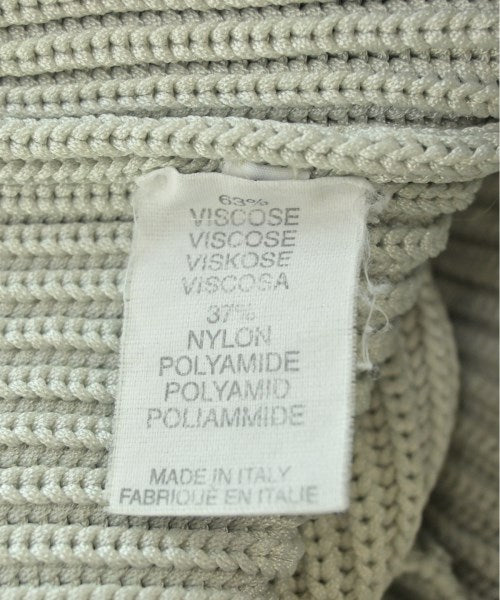 63%
VISCOSE
VISCOSE
VISKOSE
VISCOSA
37%
NYLON
POLYAMIDE
POLYAMID
POLIAMMIDE
MADE IN ITALY
FABRIQUÉ EN ITALIE